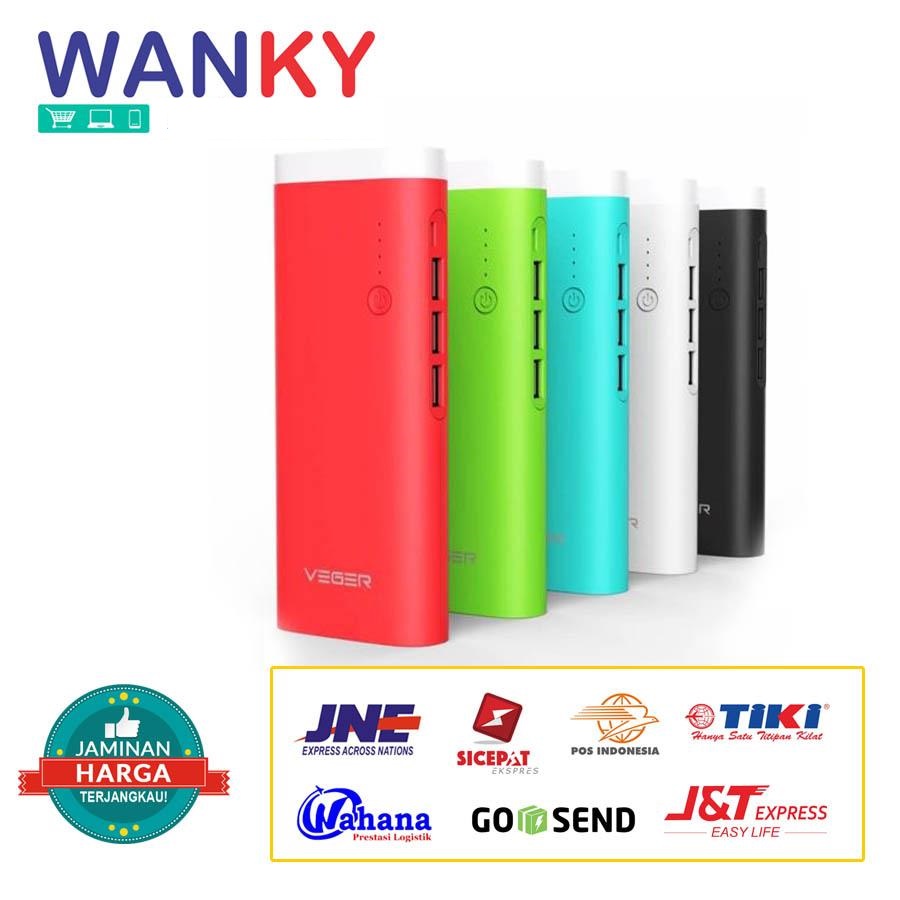 WANKY
VEGER
GER
R
R
JAMINAN
HARGA
TERJANGKAU!
JNE
EXPRESS ACROSS NATIONS
SICEPAT
EKSPRES
POS INDONESIA
TIKI
Hanya Satu Titipan Kilat
Wahana
Prestasi Logistik
GO SEND
J&T EXPRESS
EASY LIFE